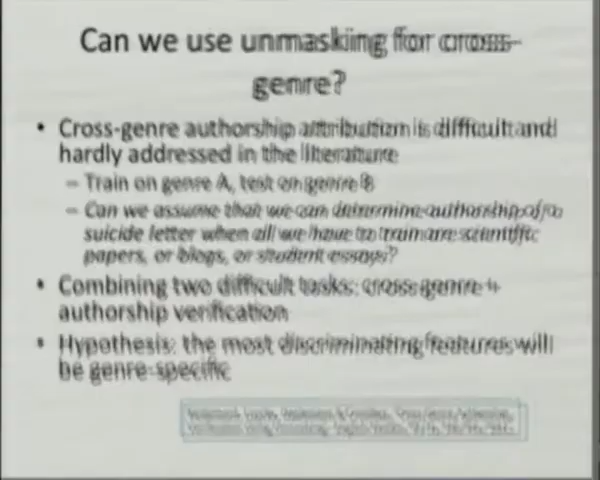 Can we use unmasking for cross-
genre?
• Cross-genre authorship attribution is difficult and
hardly addressed in the literature
– Train on genre A, test on genre B
– Can we assume that we can determine authorship of a
suicide letter when all we have to train are scientific
papers, or blogs, or student essays?
• Combining two difficult tasks: cross-genre +
authorship verification
• Hypothesis: the most discriminating features will
be genre-specific